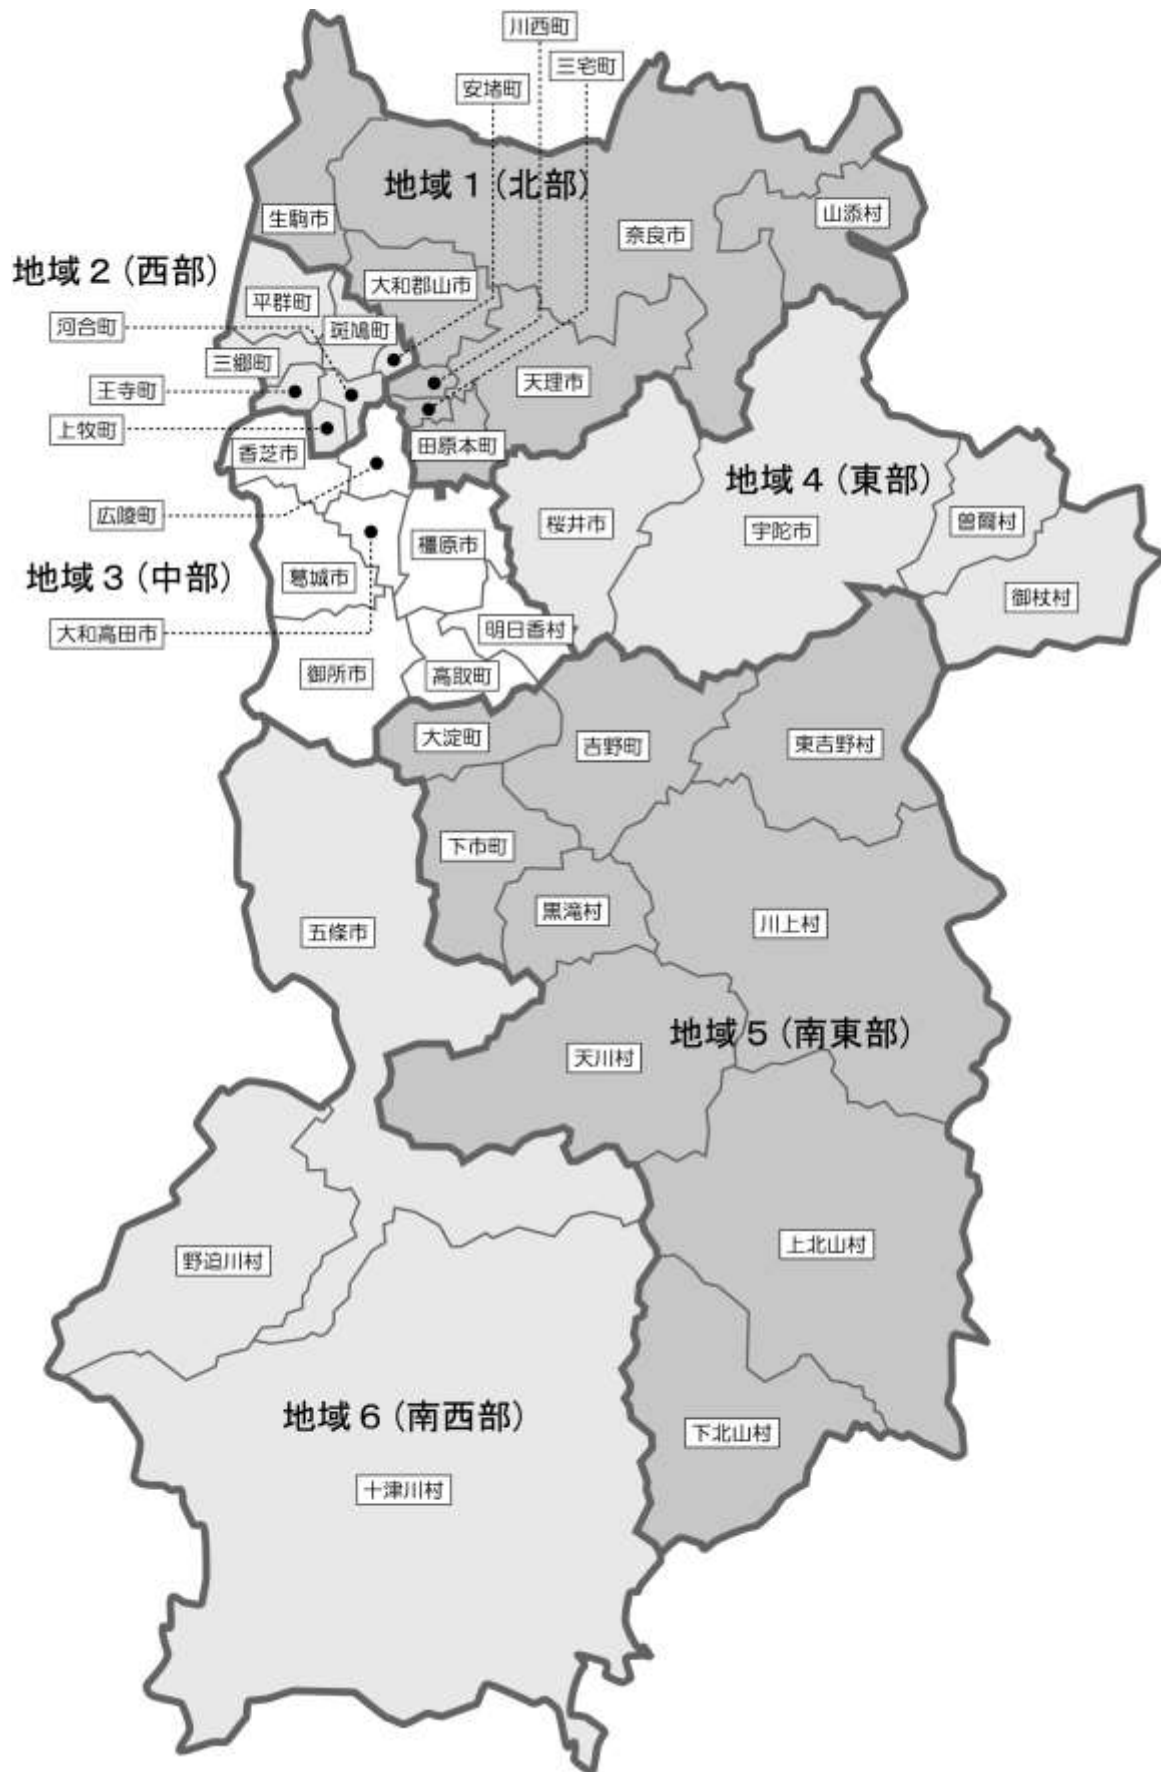 川西町
三宅町
安堵町
地域1(北部)
生駒市
奈良市
山添村
地域2(西部)
大和郡山市
平群町
河合町
斑鳩町
三郷町
王寺町
天理市
上牧町
香芝市
田原本町
地域4(東部)
広陵町
橿原市
桜井市
宇陀市
曽爾村
地域3(中部)
葛城市
御杖村
大和高田市
明日香村
御所市
高取町
大淀町
吉野町
東吉野村
下市町
黒滝村
川上村
五條市
地域5(南東部)
天川村
上北山村
野迫川村
地域6(南西部)
下北山村
十津川村